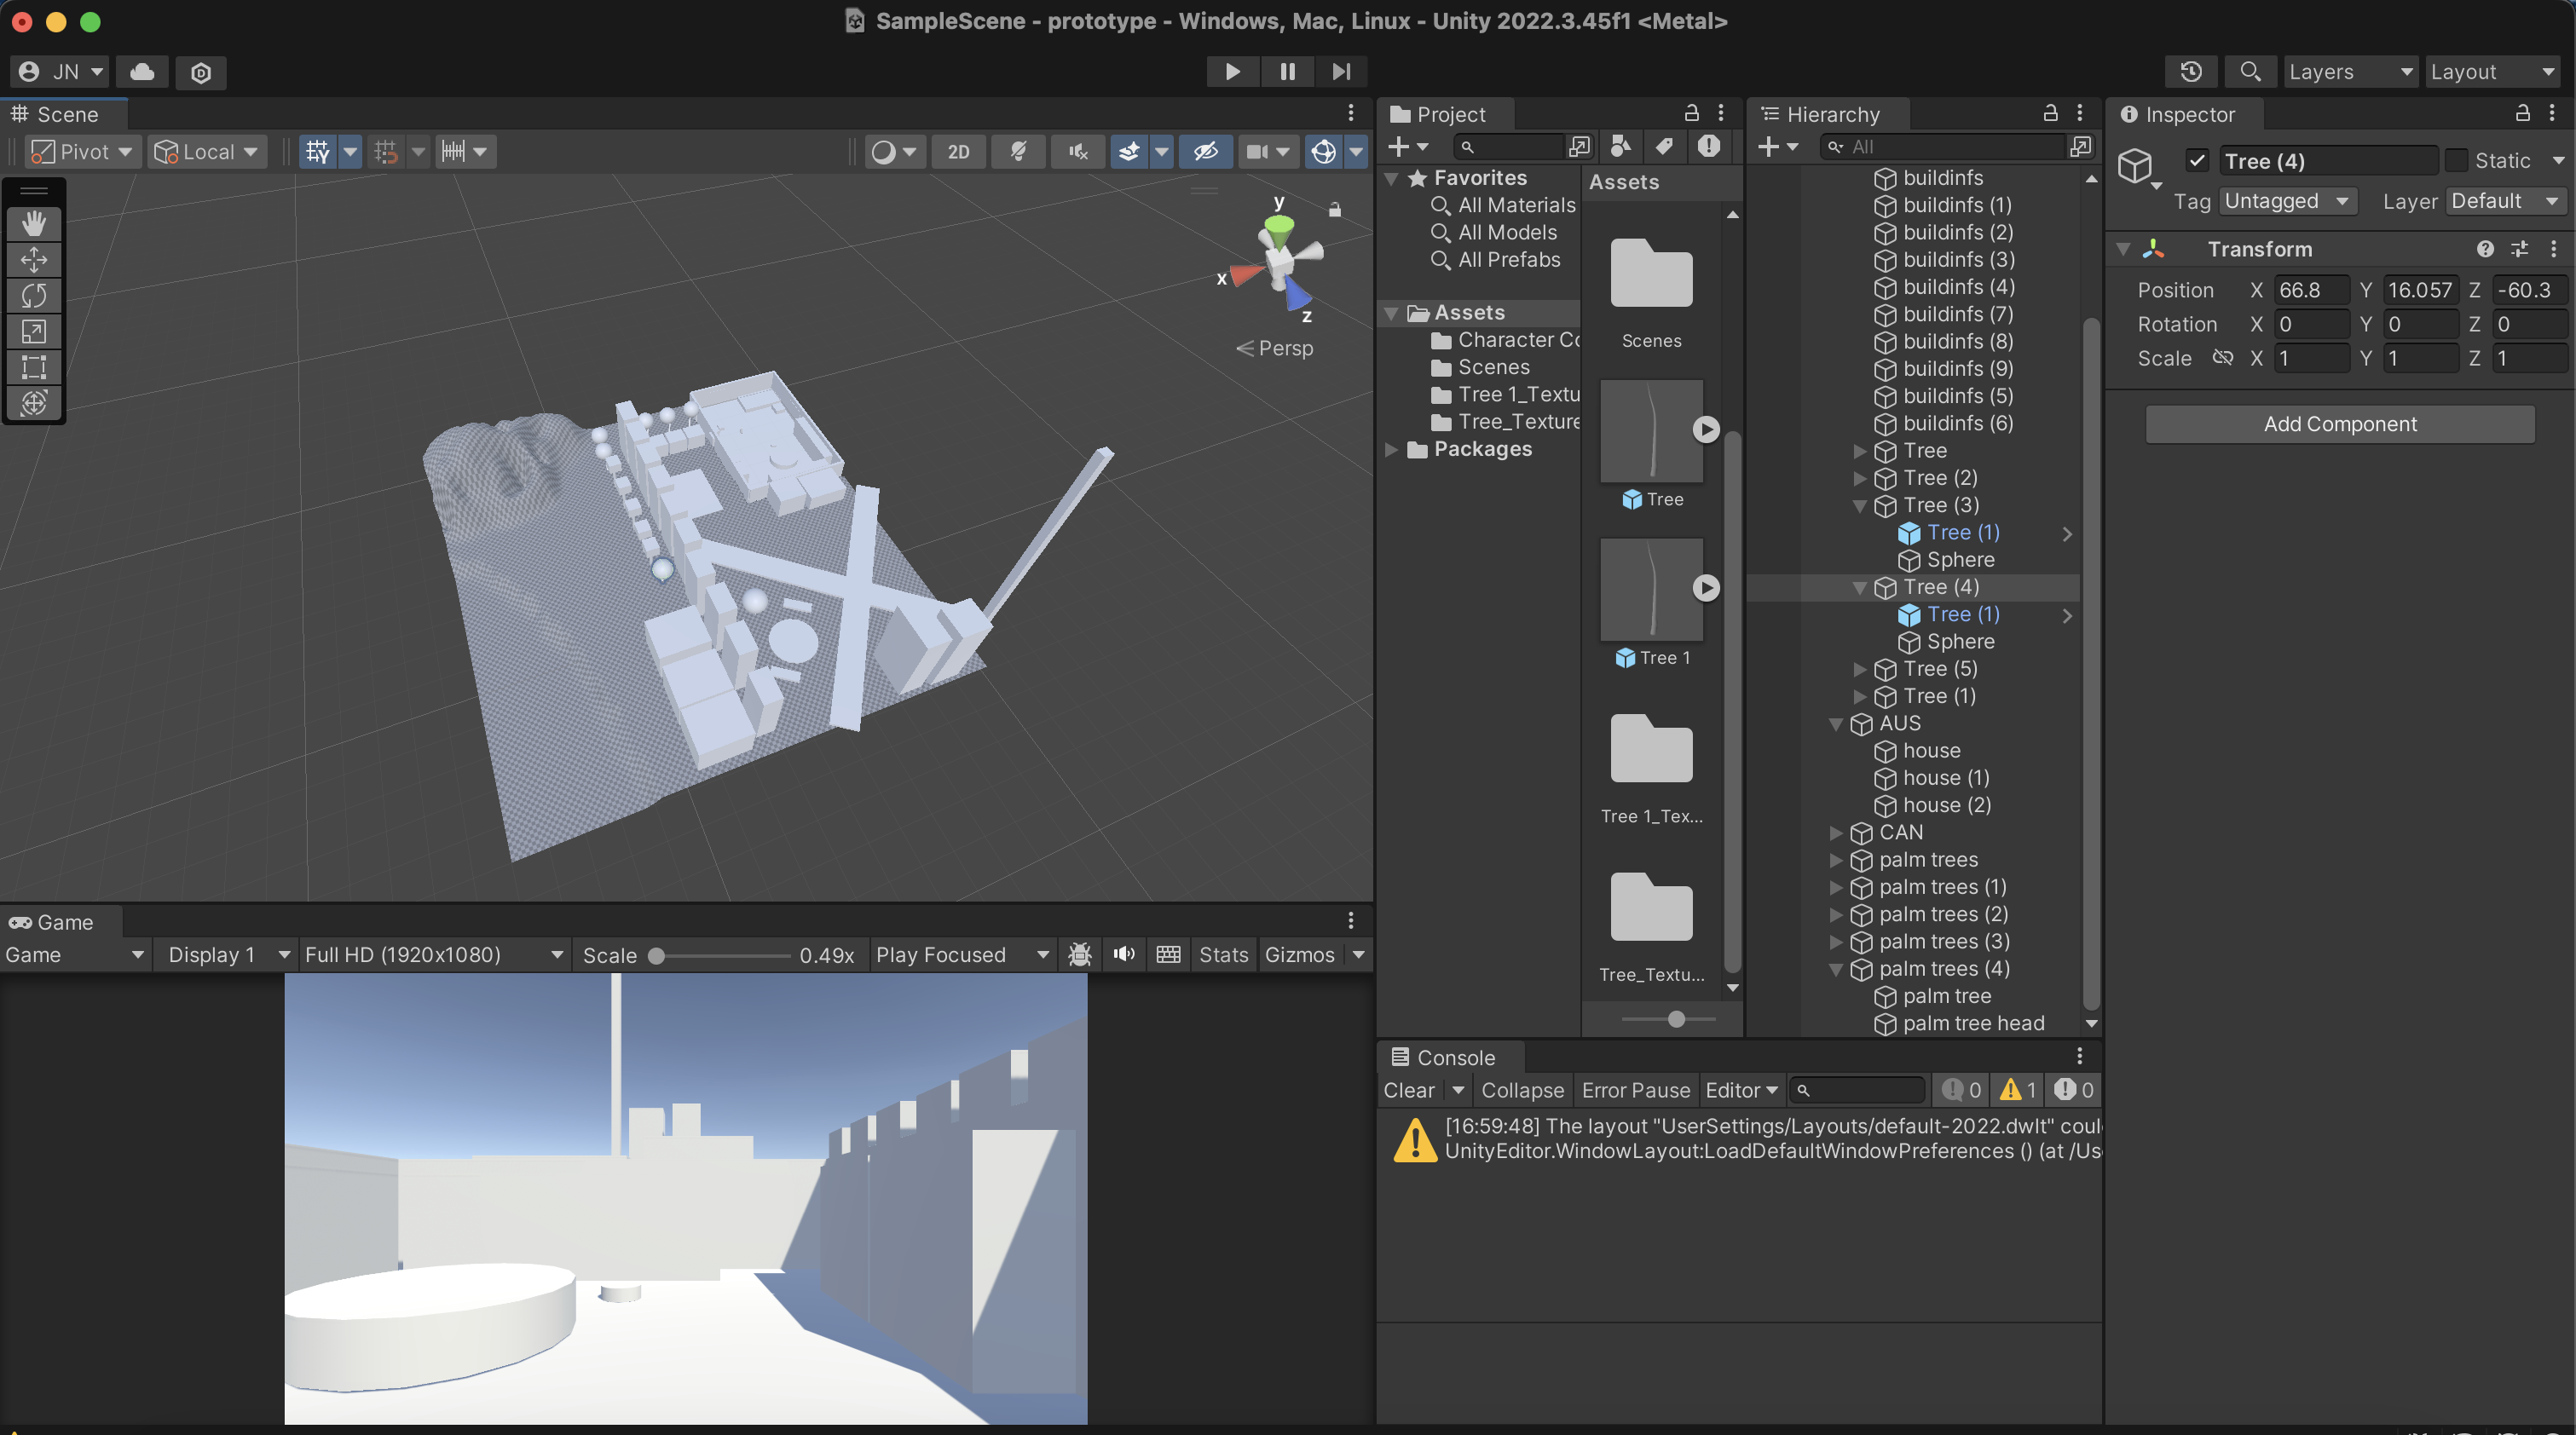 SampleScene - prototype - Windows, Mac, Linux - Unity 2022.3.45f1 <Metal>
JN
Layers
Layout
Scene
Pivot
Local
2D
y
x
z
Persp
Game
Game
Display 1
Full HD (1920x1080)
Scale
0.49x
Play Focused
Stats
Gizmos
Project
Favorites
All Materials
All Models
All Prefabs
Assets
Character Co
Scenes
Tree 1_Textu
Tree_Texture
Packages
Assets
Scenes
Tree
Tree 1
Tree 1_Tex...
Tree_Textu...
Hierarchy
All
buildinfs
buildinfs (1)
buildinfs (2)
buildinfs (3)
buildinfs (4)
buildinfs (7)
buildinfs (8)
buildinfs (9)
buildinfs (5)
buildinfs (6)
Tree
Tree (2)
Tree (3)
Tree (1)
Sphere
Tree (4)
Tree (1)
Sphere
Tree (5)
Tree (1)
AUS
house
house (1)
house (2)
CAN
palm trees
palm trees (1)
palm trees (2)
palm trees (3)
palm trees (4)
palm tree
palm tree head
Console
Clear
Collapse
Error Pause
Editor
0
1
0
[16:59:48] The layout "UserSettings/Layouts/default-2022.dwlt" coul
UnityEditor.WindowLayout:LoadDefaultWindowPreferences () (at /Us
Inspector
Tree (4)
Static
Tag Untagged Layer Default
Transform
Position X 66.8 Y 16.057 Z -60.3
Rotation X 0 Y 0 Z 0
Scale X 1 Y 1 Z 1
Add Component